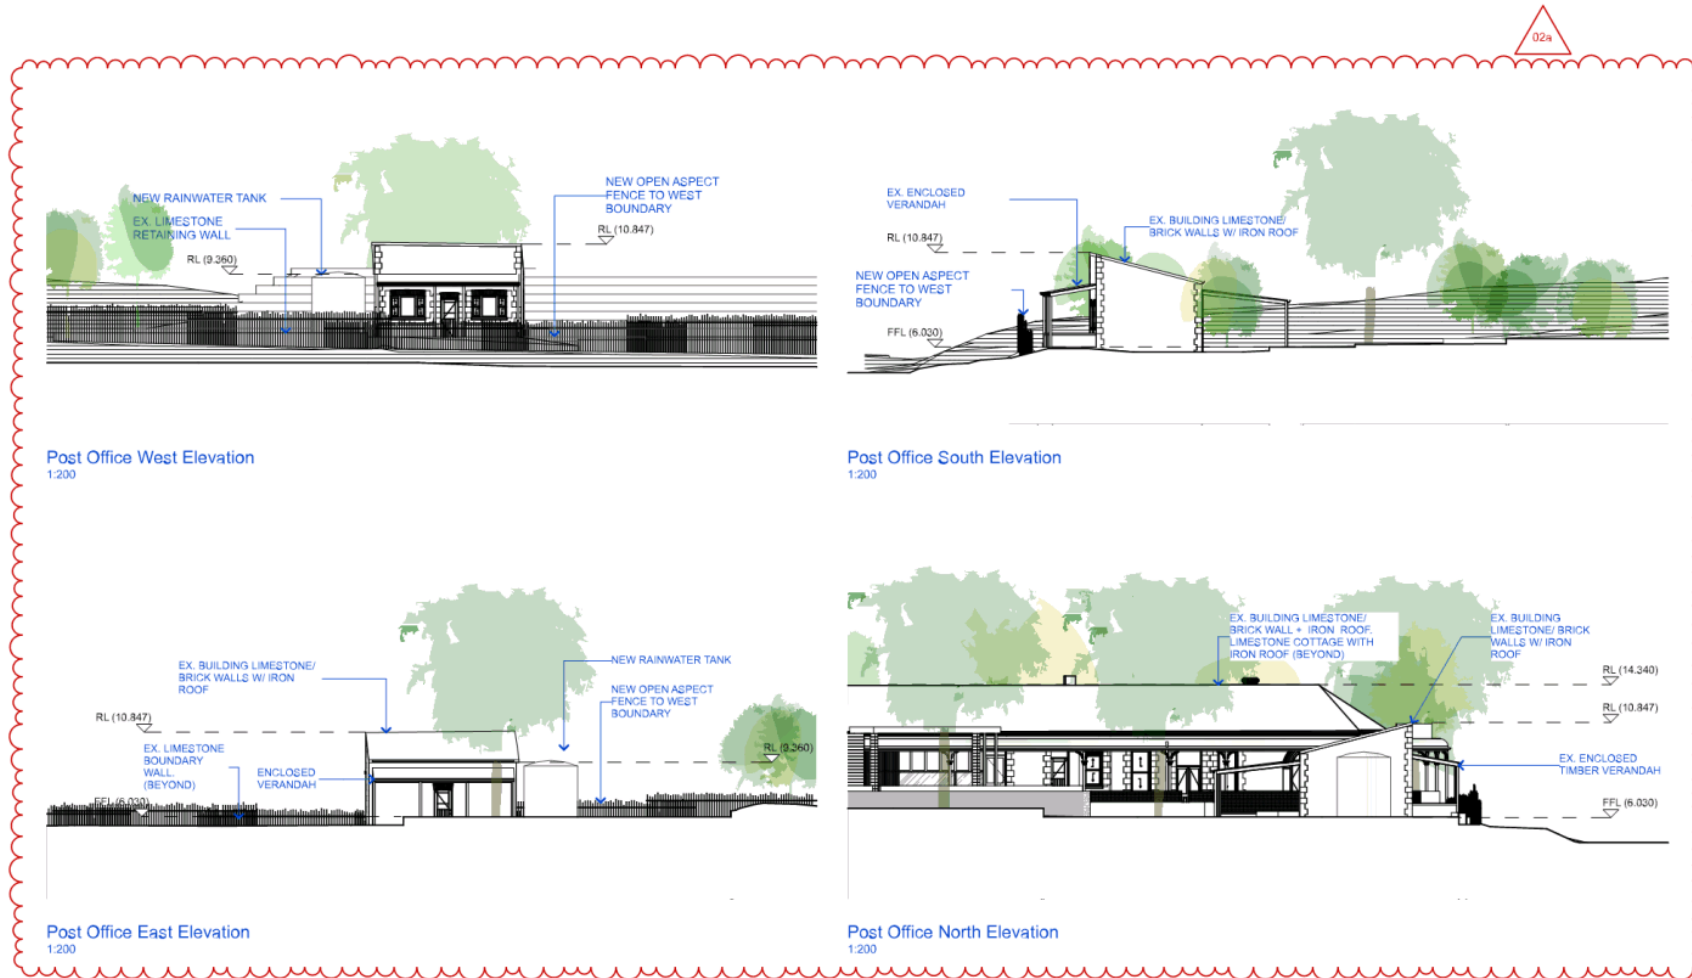 02a
NEW RAINWATER TANK
EX. LIMESTONE
RETAINING WALL
RL (9.360)
NEW OPEN ASPECT
FENCE TO WEST
BOUNDARY
RL (10.847)
Post Office West Elevation
1:200
EX. ENCLOSED
VERANDAH
EX. BUILDING LIMESTONE/
BRICK WALLS W/ IRON ROOF
RL (10.847)
NEW OPEN ASPECT
FENCE TO WEST
BOUNDARY
FFL (6.030)
Post Office South Elevation
1:200
EX. BUILDING LIMESTONE/
BRICK WALLS W/ IRON
ROOF
NEW RAINWATER TANK
NEW OPEN ASPECT
FENCE TO WEST
BOUNDARY
RL (10.847)
EX. LIMESTONE
BOUNDARY
WALL.
(BEYOND)
ENCLOSED
VERANDAH
RL (9.360)
FFL (6.030)
Post Office East Elevation
1:200
EX. BUILDING LIMESTONE/
BRICK WALL + IRON ROOF.
LIMESTONE COTTAGE WITH
IRON ROOF (BEYOND)
EX. BUILDING
LIMESTONE/ BRICK
WALLS W/ IRON
ROOF
RL (14.340)
RL (10.847)
EX. ENCLOSED
TIMBER VERANDAH
FFL (6.030)
Post Office North Elevation
1:200